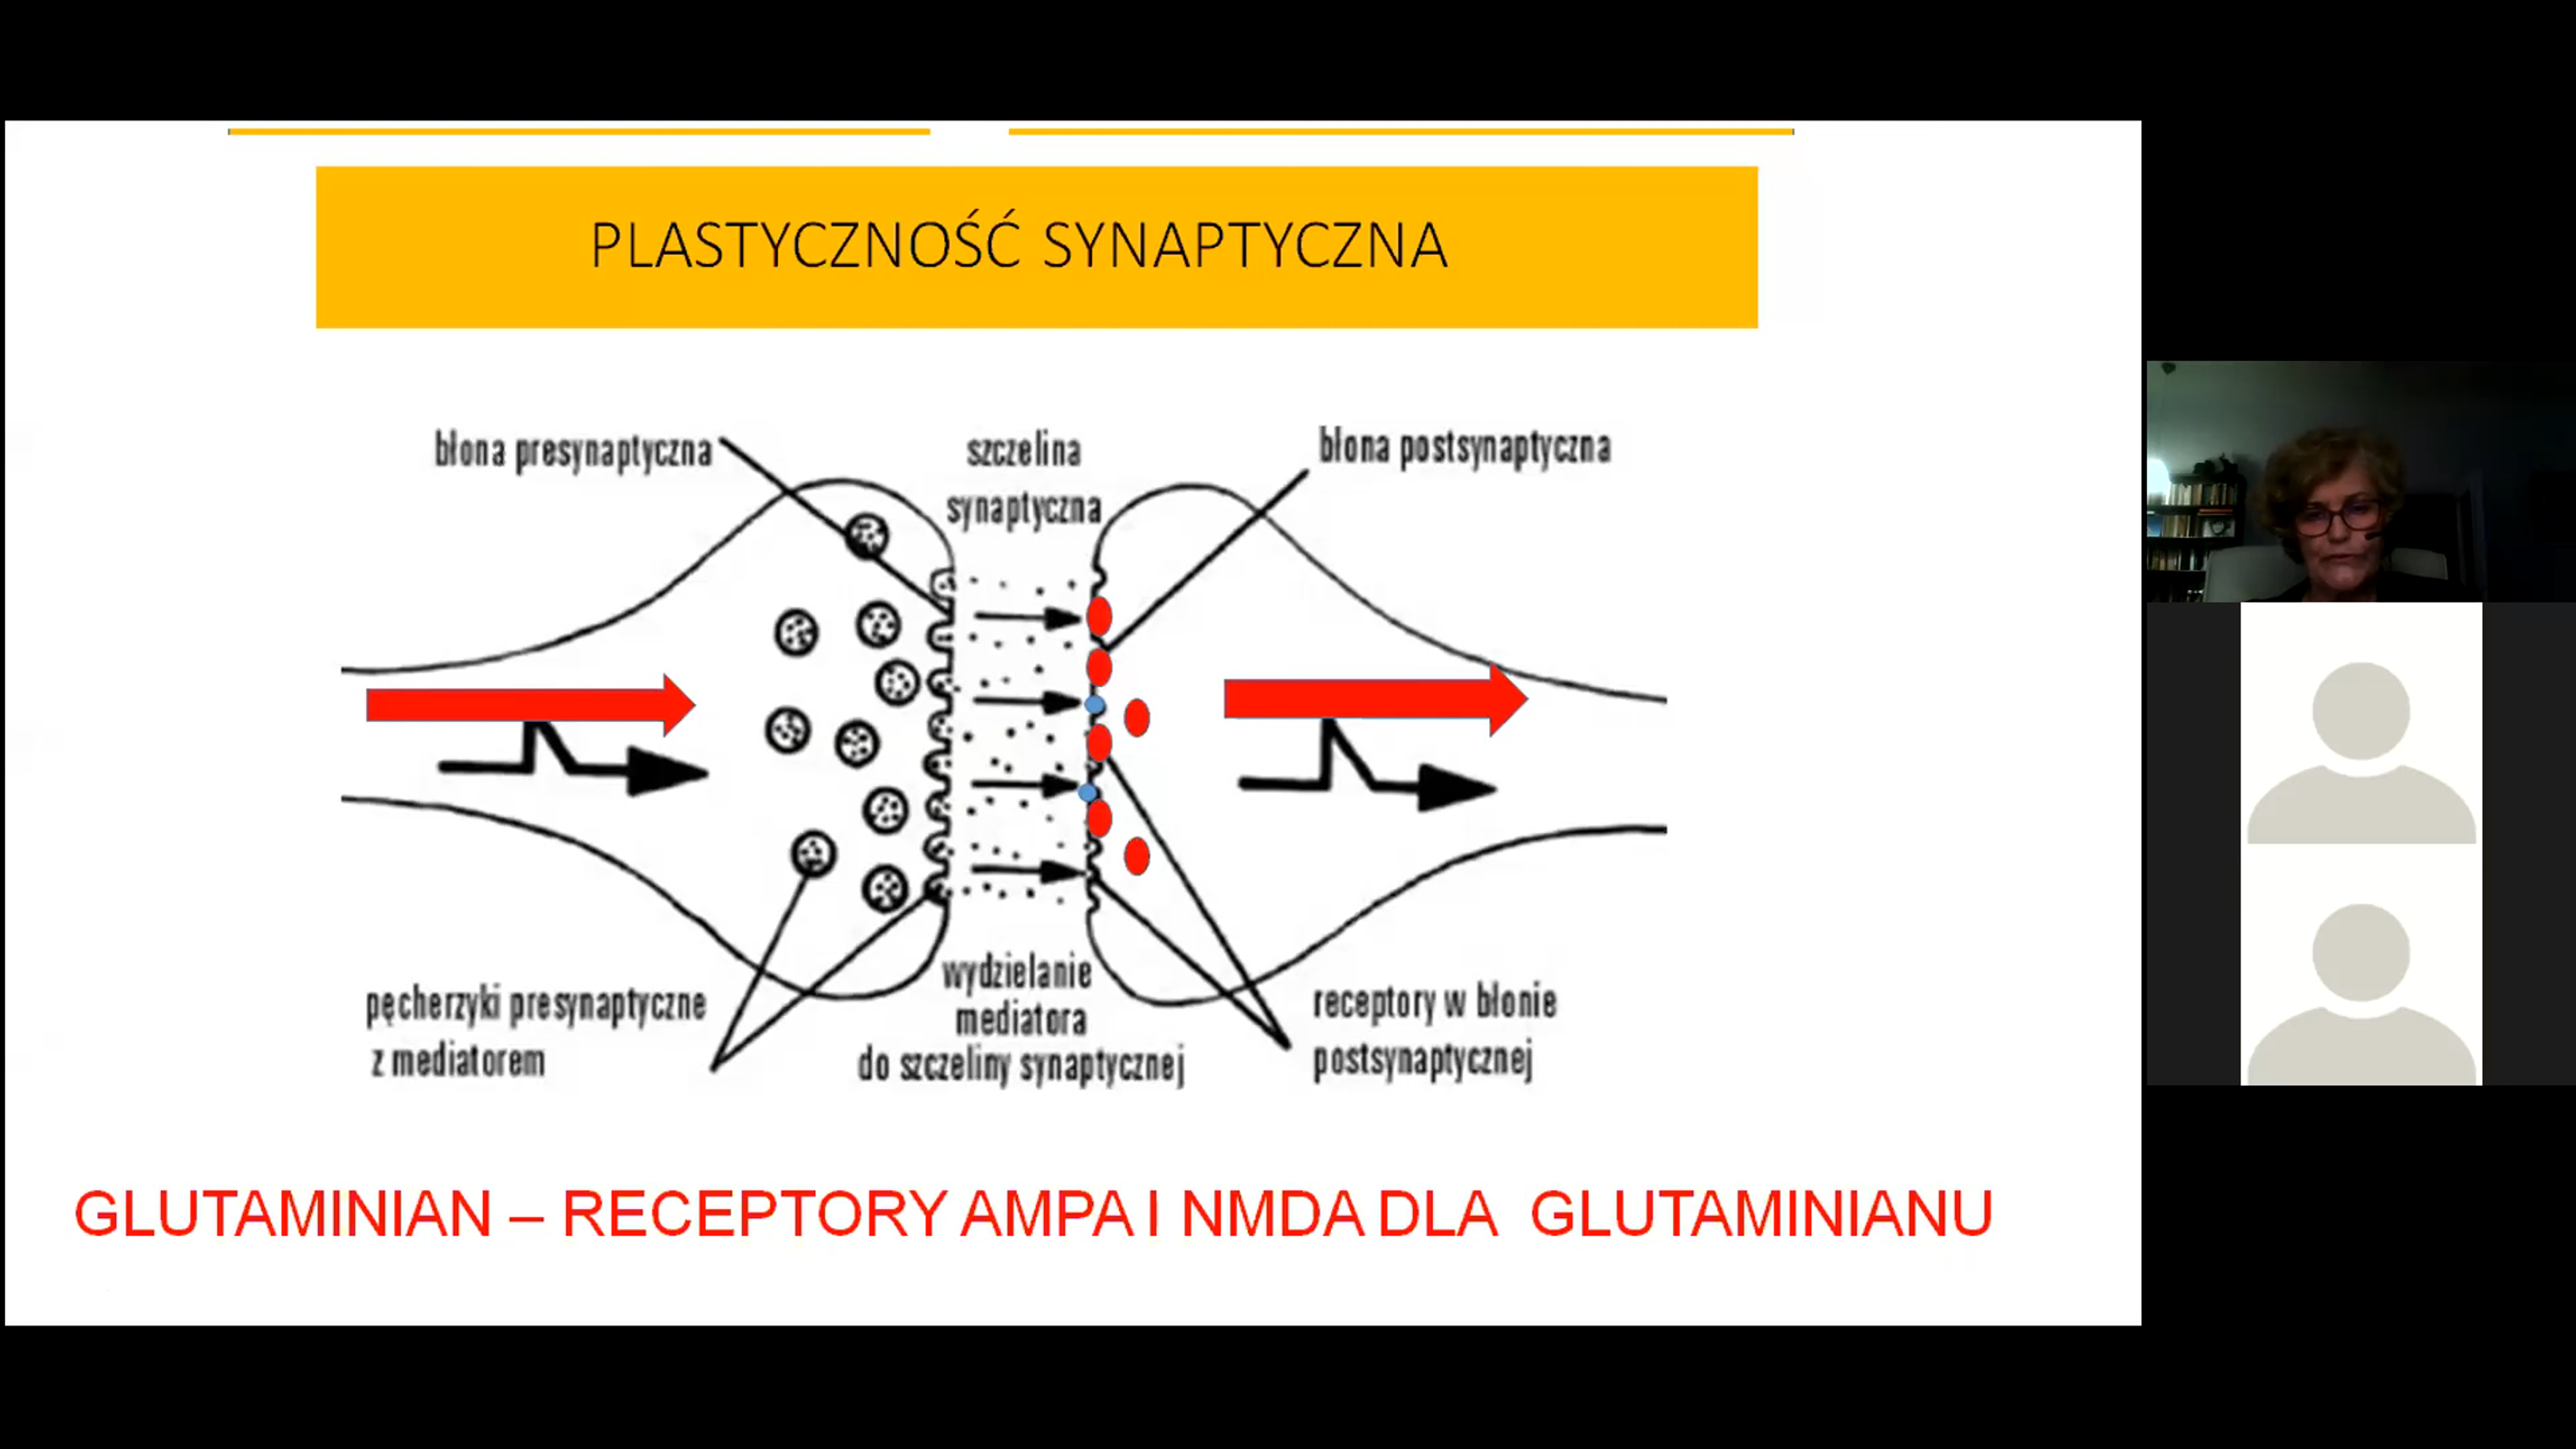 PLASTYCZNOŚĆ SYNAPTYCZNA
błona presynaptyczna
szczelina
synaptyczna
błona postsynaptyczna
pęcherzyki presynaptyczne
z mediatorem
wydzielanie
mediatora
do szczeliny synaptycznej
receptory w błonie
postsynaptycznej
GLUTAMINIAN – RECEPTORY AMPA I NMDA DLA GLUTAMINIANU